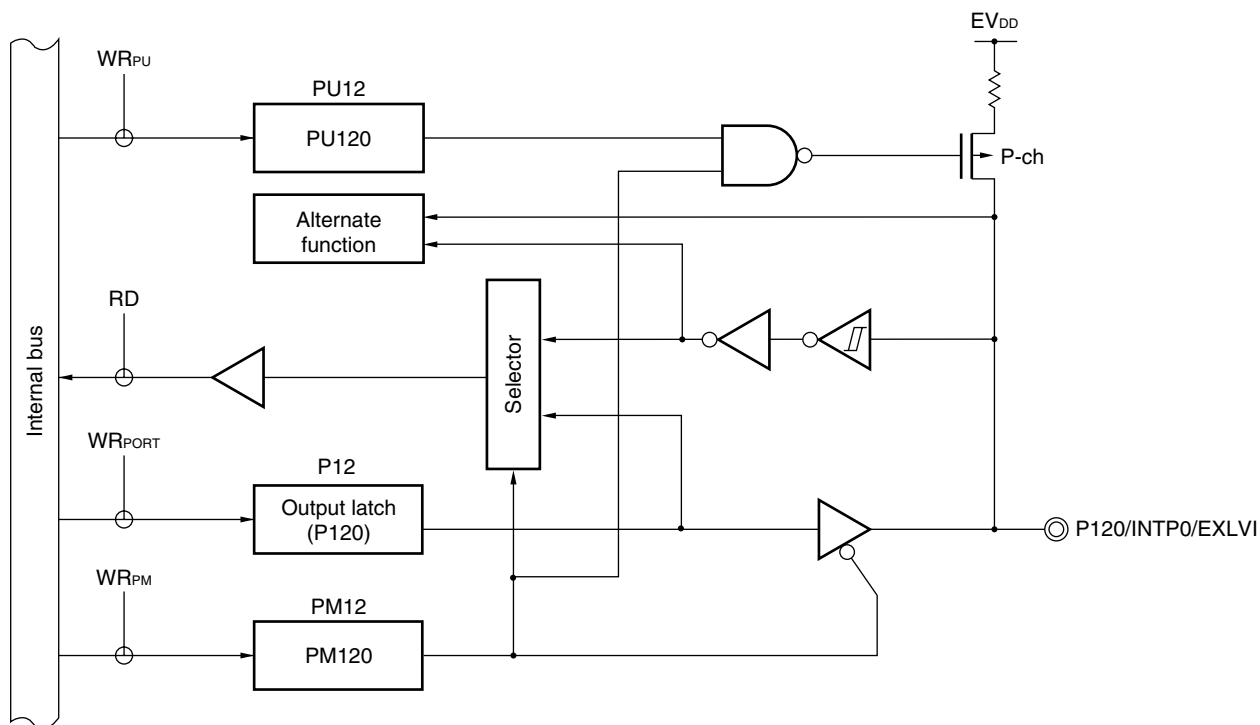 EVDD
WRPU
PU12
PU120
P-ch
Alternate
function
RD
Internal bus
Selector
WRPORT
P12
Output latch
(P120)
P120/INTP0/EXLVI
WRPM
PM12
PM120